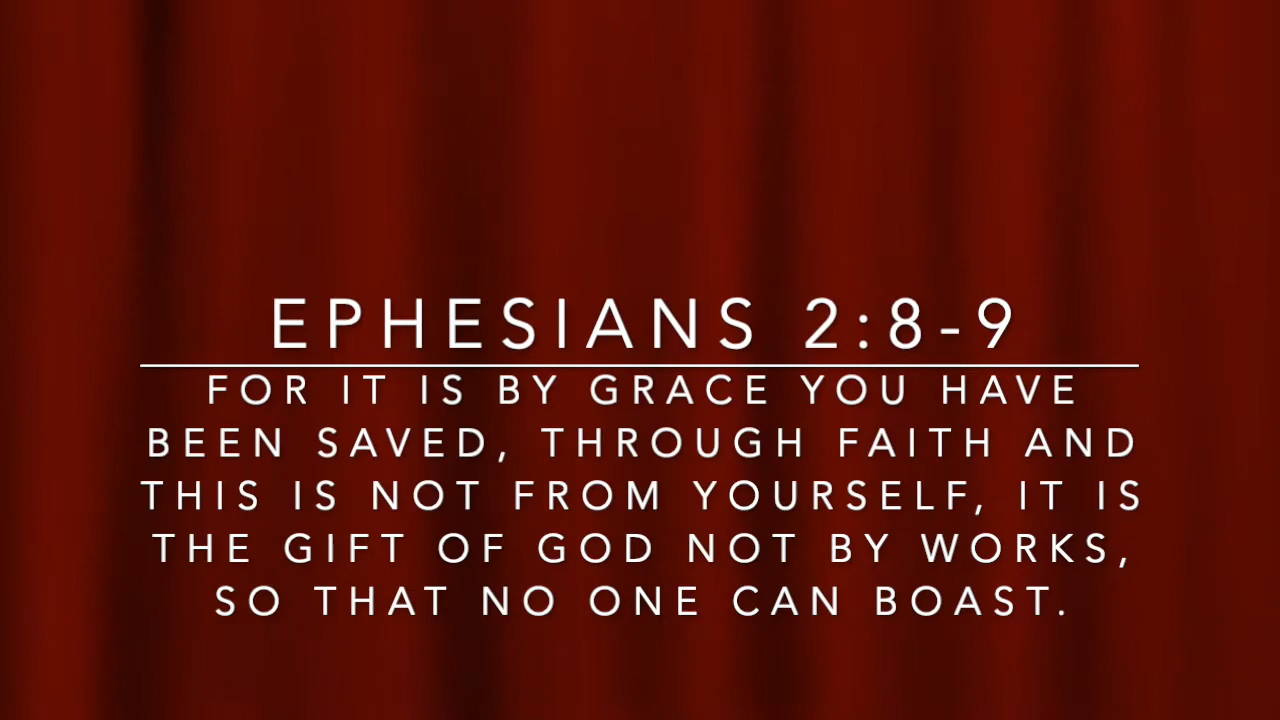 EPHESIANS 2:8-9
FOR IT IS BY GRACE YOU HAVE
BEEN SAVED, THROUGH FAITH AND
THIS IS NOT FROM YOURSELF, IT IS
THE GIFT OF GOD NOT BY WORKS,
SO THAT NO ONE CAN BOAST.